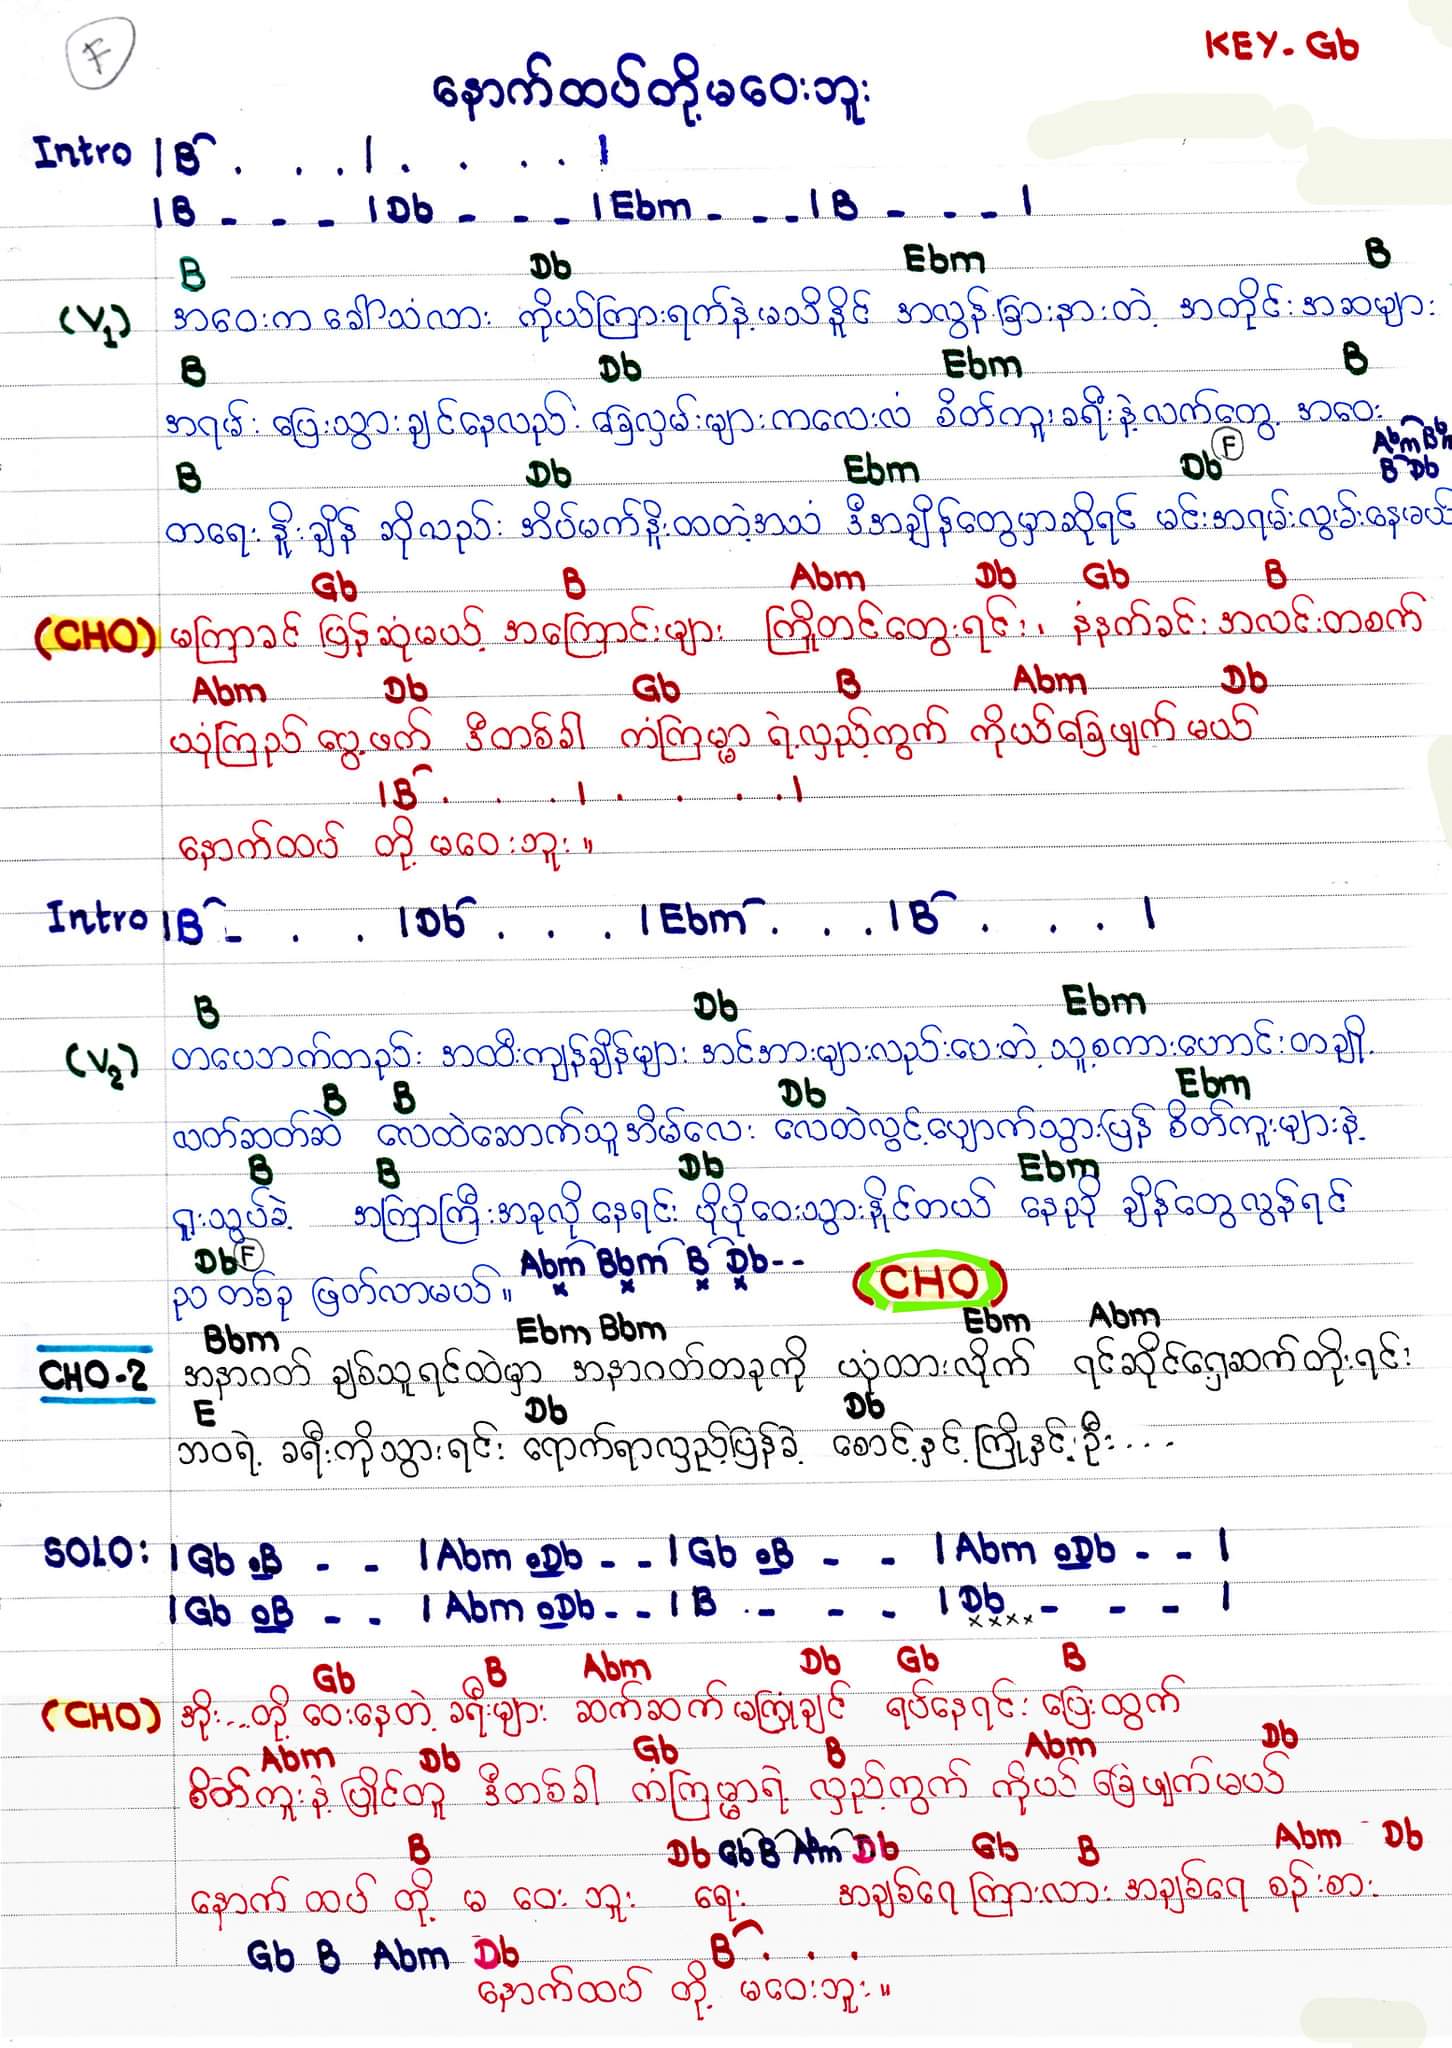 F
KEY - Gb
နောက်ထပ်တို့မဝေးဘူး
Intro |B . . . | . . . . |
|B - - - |Db - - - |Ebm - - - |B - - - |
B Db Ebm B
(V1) အဝေးက ခေါ်သံလား ကိုယ်ကြားရက်နဲ့မသိနိုင် အလွန်ခြားနားတဲ့ အတိုင်းအဆများ
B Db Ebm B
အရမ်း ပြေးသွားချင်နေလည်း ခြေလှမ်းများကလေးလံ စိတ်ကူးခရီးနဲ့လက်တွေ့ အဝေး
Abm Bbm
B Db Ebm Db F B Db
တရေးနိုးချိန် ဆိုလည်း အိပ်မက်နိုးထတဲ့အသံ ဒီအချိန်တွေမှာဆိုရင် မင်းအရမ်းလွမ်းနေမယ်
Gb B Abm Db Gb B
(CHO) မကြာခင် ပြန်ဆုံမယ့် အကြောင်းများ ကြိုတင်တွေးရင်း၊ နံနက်ခင်း အလင်းတစက်
Abm Db Gb B Abm Db
ယုံကြည် မွေ့ဖတ် ဒီတစ်ခါ ကံကြမ္မာ ရဲ့လှည့်ကွက် ကိုယ်ခြေဖျက်မယ်
|B . . . | . . . . |
နောက်ထပ် တို့ မဝေးဘူး။
Intro |B - . . |Db . . . |Ebm . . . |B . . . |
B Db Ebm
(V2) တပေဘက်တည်း အထီးကျန်ချိန်များ အင်အားများလည်းပေးတဲ့ သူ့စကားဟောင်းတချို့
B B Db Ebm
ယတ်ဆတ်ဆဲ လေထဲဆောက်သူအိမ်လေး လေထဲလွင့်ပျောက်သွားပြန် စိတ်ကူးများနဲ့
B B Db Ebm
ရူးသွပ်ခဲ့ အကြာကြီးအခုလိုနေရင်း ပိုပိုဝေးသွားနိုင်တယ် နေ့ညို ချိန်တွေလွန်ရင်
Db F Abm Bbm B Db--
ညတစ်ခု ဖြတ်လာမယ်။ (CHO)
Bbm Ebm Bbm Ebm Abm
CHO-2 အနာဂတ် ချစ်သူရင်ထဲမှာ အနာဂတ်တခုကို ယုံထားလိုက် ရင်ဆိုင်ရှေ့ဆက်တိုးရင်း
E Db Db
ဘဝရဲ့ ခရီးကိုသွားရင်း ရောက်ရာလှည့်ပြန်ခဲ့ စောင့်နှင့်ကြိုနှင့်ဦး....
SOLO: |Gb oB - - |Abm oDb - - |Gb oB - - |Abm oDb - - |
|Gb oB - - |Abm oDb - - |B - - - |Db - - - |
xxxx
Gb B Abm Db Gb B
(CHO) အိုး...တို့ ဝေးနေတဲ့ ခရီးများ ဆက်ဆက်မကြုံချင် ရပ်နေရင်း ပြေးထွက်
Abm Db Gb B Abm Db
စိတ်ကူးနဲ့ပြိုင်တူ ဒီတစ်ခါ ကံကြမ္မာရဲ့ လှည့်ကွက် ကိုယ် ခြေဖျက်မယ်
B Db Gb B Abm Db Gb B Abm Db
နောက် ထပ် တို့ မ ဝေး ဘူး ရေး အချစ်ရေ ကြားလား အချစ်ရေ စဉ်းစား
Gb B Abm Db B . . .
နောက်ထပ် တို့ မဝေးဘူး။